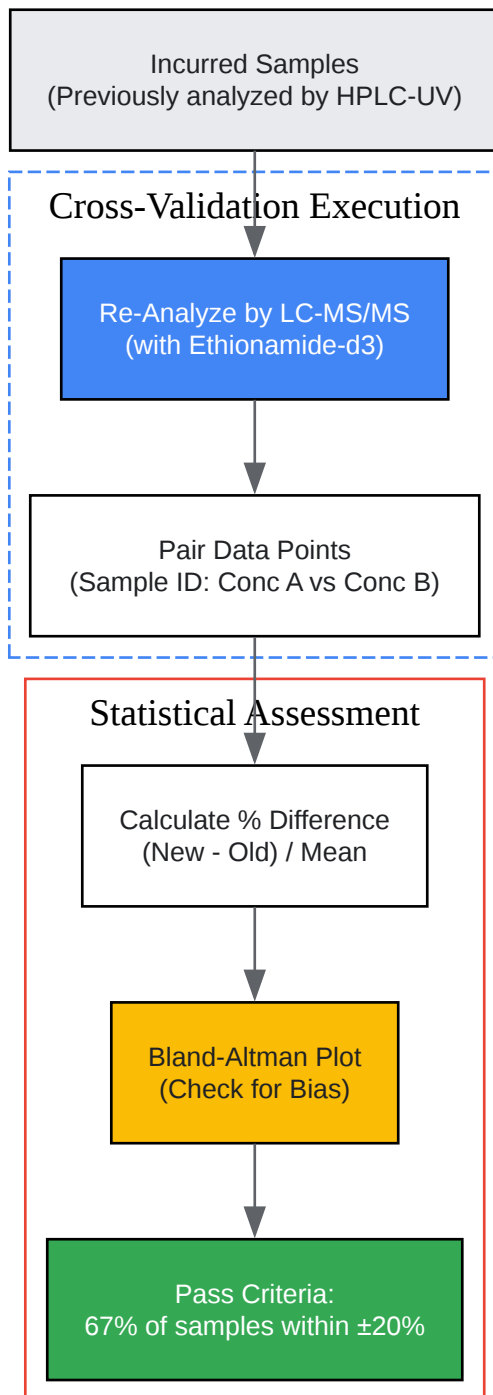 Incurred Samples
(Previously analyzed by HPLC-UV)
Cross-Validation Execution
Re-Analyze by LC-MS/MS
(with Ethionamide-d3)
Pair Data Points
(Sample ID: Conc A vs Conc B)
Statistical Assessment
Calculate % Difference
(New - Old) / Mean
Bland-Altman Plot
(Check for Bias)
Pass Criteria:
67% of samples within ±20%